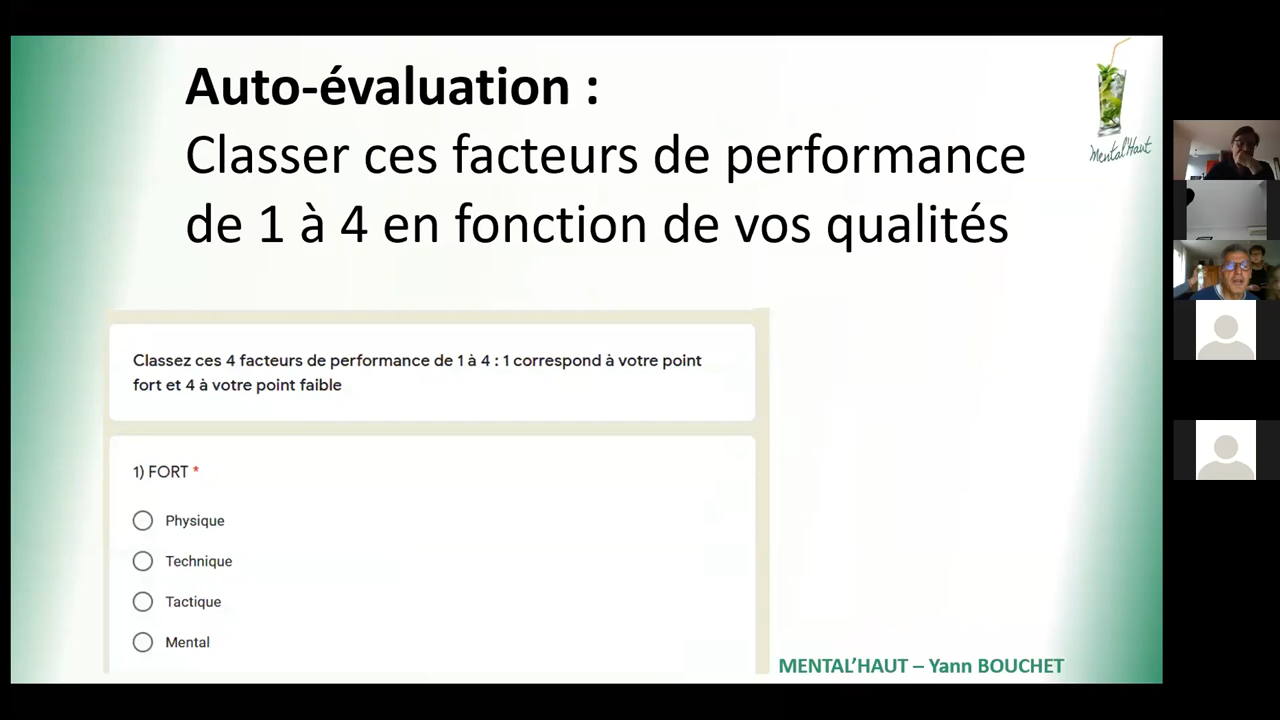 Auto-évaluation :
Classer ces facteurs de performance
de 1 à 4 en fonction de vos qualités
Mental'Haut
Classez ces 4 facteurs de performance de 1 à 4 : 1 correspond à votre point
fort et 4 à votre point faible
1) FORT *
Physique
Technique
Tactique
Mental
MENTAL’HAUT – Yann BOUCHET